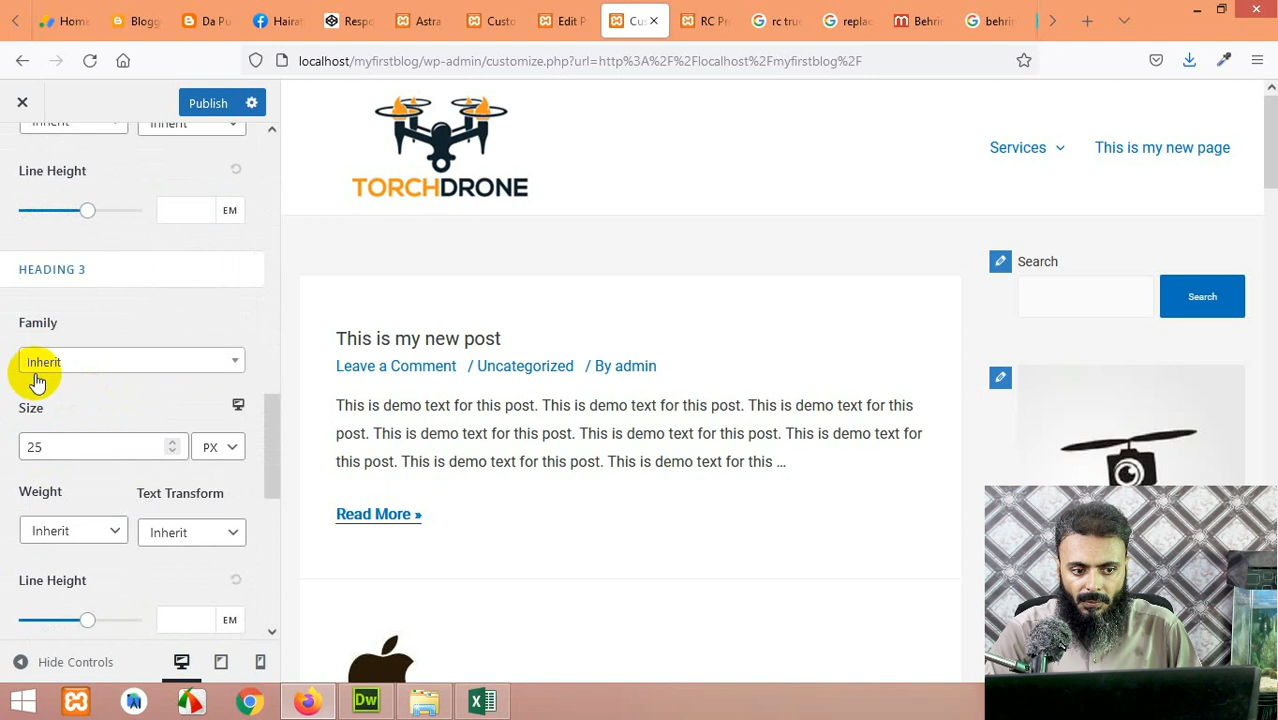 Home
Blogg
Da Pu
Hairat
Respo
Astra
Custo
Edit P
Cus
RC Pr
rc true
replac
Behrin
behrin
localhost/myfirstblog/wp-admin/customize.php?url=http%3A%2F%2Flocalhost%2Fmyfirstblog%2F
Publish
Inherit
Inherit
Line Height
EM
HEADING 3
Family
Inherit
Size
25
PX
Weight
Text Transform
Inherit
Inherit
Line Height
EM
Hide Controls
TORCHDRONE
Services
This is my new page
This is my new post
Leave a Comment / Uncategorized / By admin
This is demo text for this post. This is demo text for this post. This is demo text for this
post. This is demo text for this post. This is demo text for this post. This is demo text for
this post. This is demo text for this post. This is demo text for this ...
Read More »
Search
Search
Dw